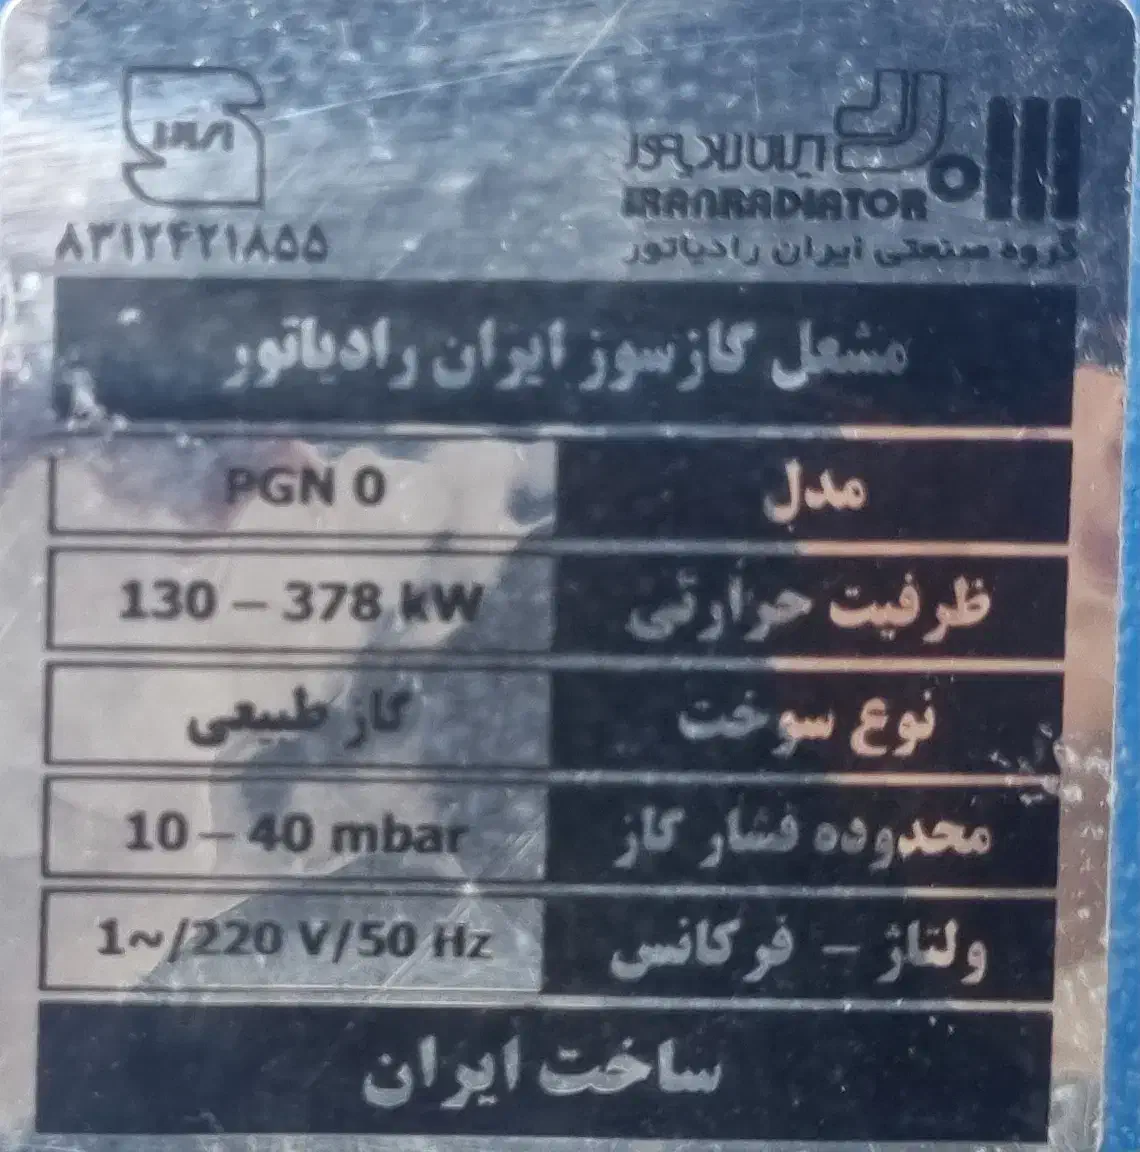 ایران رادیاتور
IRANRADIATOR
گروه صنعتی ایران رادیاتور
۸۳۱۲۴۲۱۸۵۵
مشعل گازسوز ایران رادیاتور
مدل PGN 0
ظرفیت حرارتی 130 – 378 kW
نوع سوخت گاز طبیعی
محدوده فشار گاز 10 – 40 mbar
ولتاژ – فرکانس 1~/220 V/50 Hz
ساخت ایران